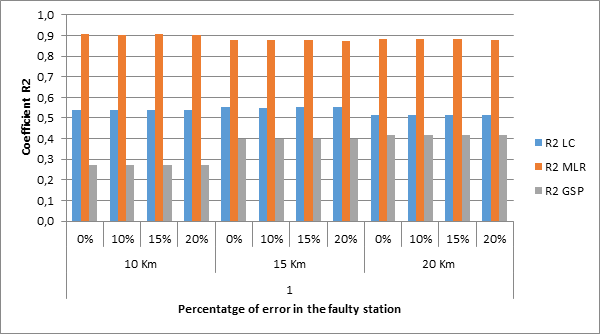 1,0
0,9
0,8
0,7
0,6
0,5
0,4
0,3
0,2
0,1
0,0
Coefficient R2
0% 10% 15% 20% 0% 10% 15% 20% 0% 10% 15% 20%
10 Km 15 Km 20 Km
1
Percentatge of error in the faulty station
R2 LC
R2 MLR
R2 GSP